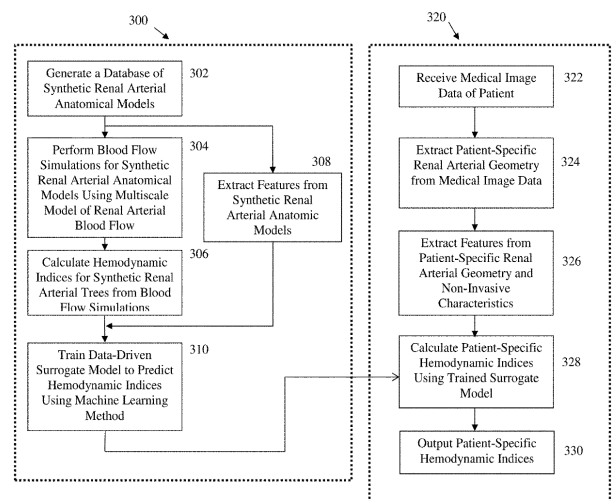 300
302
Generate a Database of
Synthetic Renal Arterial
Anatomical Models
304
Perform Blood Flow
Simulations for Synthetic
Renal Arterial Anatomical
Models Using Multiscale
Model of Renal Arterial
Blood Flow
308
Extract Features from
Synthetic Renal
Arterial Anatomic
Models
306
Calculate Hemodynamic
Indices for Synthetic Renal
Arterial Trees from Blood
Flow Simulations
310
Train Data-Driven
Surrogate Model to Predict
Hemodynamic Indices
Using Machine Learning
Method
320
322
Receive Medical Image
Data of Patient
324
Extract Patient-Specific
Renal Arterial Geometry
from Medical Image Data
326
Extract Features from
Patient-Specific Renal
Arterial Geometry and
Non-Invasive
Characteristics
328
Calculate Patient-Specific
Hemodynamic Indices
Using Trained Surrogate
Model
330
Output Patient-Specific
Hemodynamic Indices